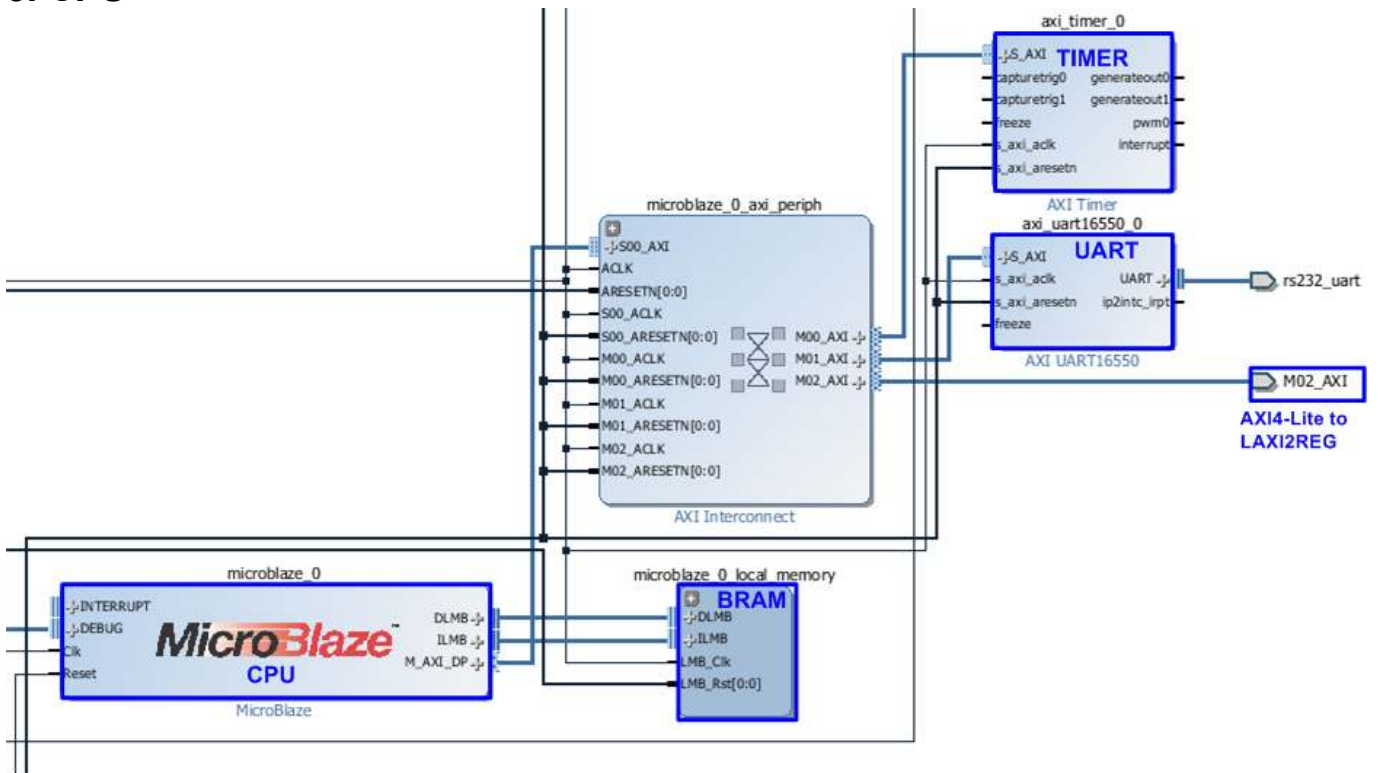 axi_timer_0
S_AXI
TIMER
capturetrig0
generateout0
capturetrig1
generateout1
freeze
pwm0
s_axi_aclk
interrupt
s_axi_aresetn
AXI Timer
microblaze_0_axi_periph
S00_AXI
ACLK
ARESETN[0:0]
S00_ACLK
S00_ARESETN[0:0]
M00_ACLK
M00_ARESETN[0:0]
M01_ACLK
M01_ARESETN[0:0]
M02_ACLK
M02_ARESETN[0:0]
M00_AXI
M01_AXI
M02_AXI
AXI Interconnect
axi_uart16550_0
S_AXI
UART
s_axi_aclk
UART
s_axi_aresetn
ip2intc_irpt
freeze
AXI UART16550
rs232_uart
M02_AXI
AXI4-Lite to
LAXI2REG
microblaze_0
INTERRUPT
DEBUG
Clk
Reset
MicroBlaze™
CPU
DLMB
ILMB
M_AXI_DP
MicroBlaze
microblaze_0_local_memory
BRAM
DLMB
ILMB
LMB_Clk
LMB_Rst[0:0]